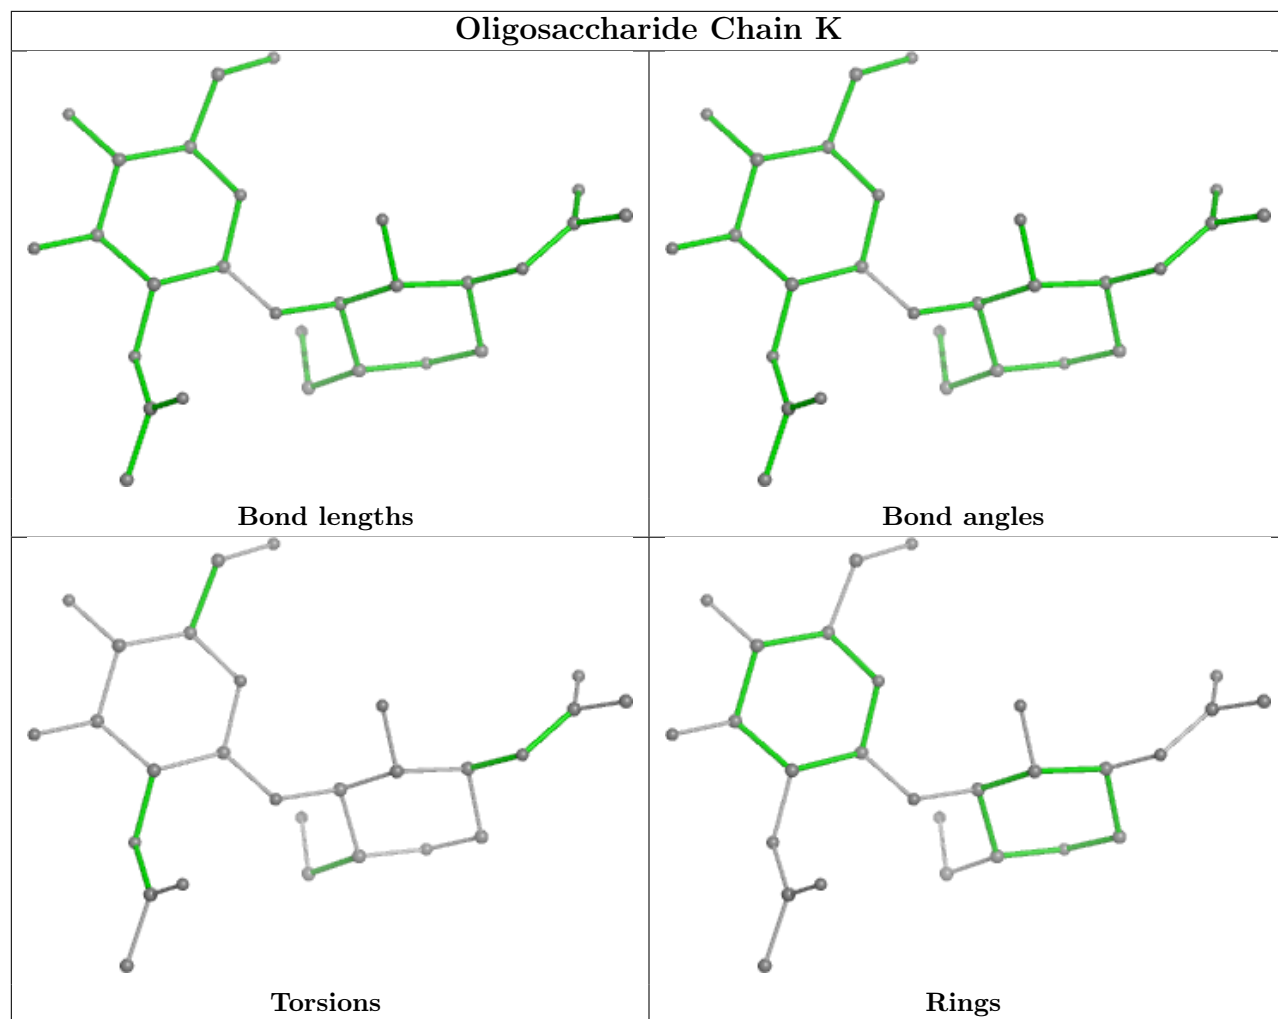 Oligosaccharide Chain K
Bond lengths
Bond angles
Torsions
Rings